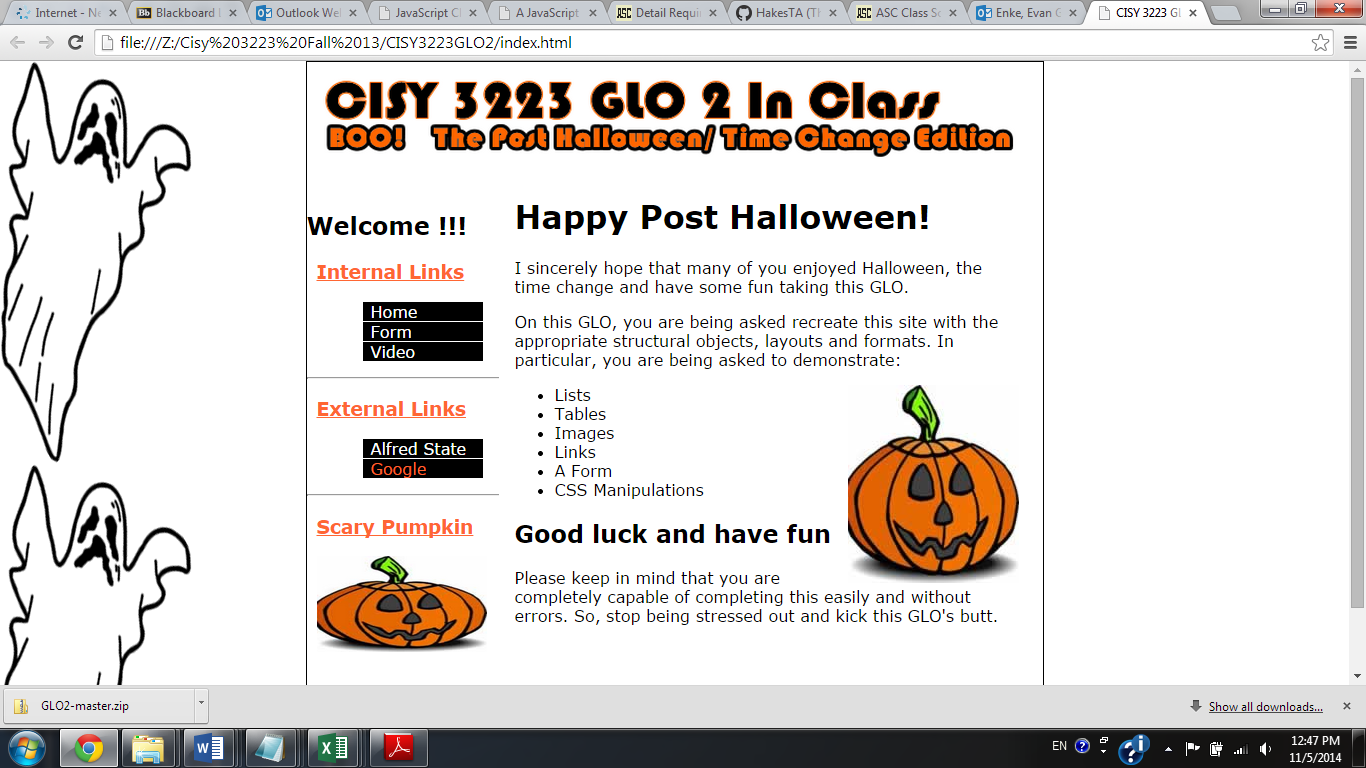 Internet - Ne
Blackboard L
Outlook Wel
JavaScript Cl
A JavaScript
Detail Requi
HakesTA (Th
ASC Class Sc
Enke, Evan G
CISY 3223 GL
file:///Z:/Cisy%203223%20Fall%2013/CISY3223GLO2/index.html
CISY 3223 GLO 2 In Class
BOO! The Post Halloween/ Time Change Edition
Welcome !!!
Internal Links
Home
Form
Video
External Links
Alfred State
Google
Scary Pumpkin
Happy Post Halloween!
I sincerely hope that many of you enjoyed Halloween, the
time change and have some fun taking this GLO.
On this GLO, you are being asked recreate this site with the
appropriate structural objects, layouts and formats. In
particular, you are being asked to demonstrate:
• Lists
• Tables
• Images
• Links
• A Form
• CSS Manipulations
Good luck and have fun
Please keep in mind that you are
completely capable of completing this easily and without
errors. So, stop being stressed out and kick this GLO's butt.
GLO2-master.zip
Show all downloads...
EN
12:47 PM
11/5/2014